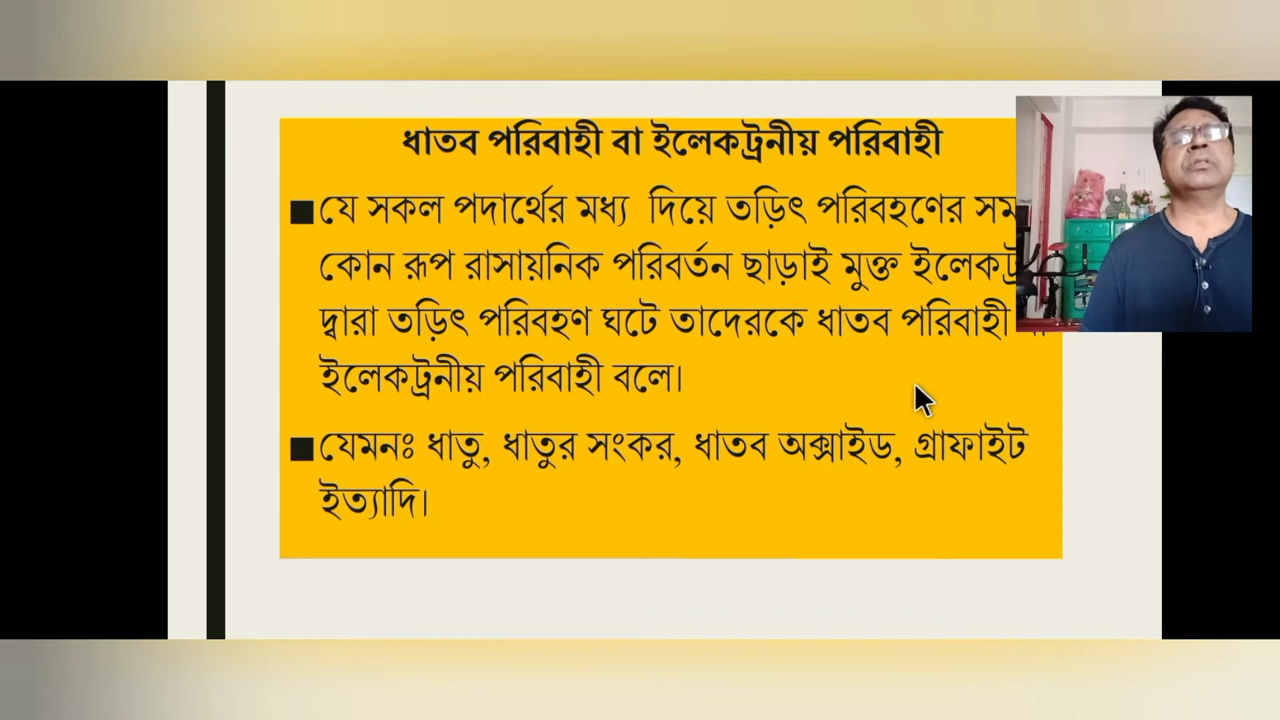 ধাতব পরিবাহী বা ইলেকট্রনীয় পরিবাহী
■যে সকল পদার্থের মধ্য দিয়ে তড়িৎ পরিবহণের
কোন রূপ রাসায়নিক পরিবর্তন ছাড়াই মুক্ত
দ্বারা তড়িৎ পরিবহণ ঘটে তাদেরকে ধাতব পরিবাহী
ইলেকট্রনীয় পরিবাহী বলে।
■যেমনঃ ধাতু, ধাতুর সংকর, ধাতব অক্সাইড, গ্রাফাইট
ইত্যাদি।